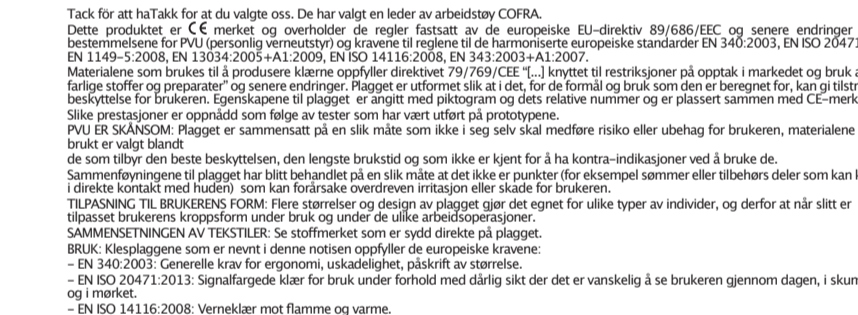 Tack för att haTakk for at du valgte oss. De har valgt en leder av arbeidstøy COFRA.
Dette produktet er CE merket og overholder de regler fastsatt av de europeiske EU-direktiv 89/686/EEC og senere endringer
bestemmelsene for PVU (personlig verneutstyr) og kravene til reglene til de harmoniserte europeiske standarder EN 340:2003, EN ISO 20471
EN 1149-5:2008, EN 13034:2005+A1:2009, EN ISO 14116:2008, EN 343:2003+A1:2007.
Materialene som brukes til å produsere klærne oppfyller direktivet 79/769/CEE “[...] knyttet til restriksjoner på opptak i markedet og bruk
farlige stoffer og preparater” og senere endringer. Plagget er utformet slik at i det, for de formål og bruk som den er beregnet for, kan gi
beskyttelse for brukeren. Egenskapene til plagget er angitt med piktogram og dets relative nummer og er plassert sammen med CE-merk
Slike prestasjoner er oppnådd som følge av tester som har vært utført på prototypene.
PVU ER SKÅNSOM: Plagget er sammensatt på en slik måte som ikke i seg selv skal medføre risiko eller ubehag for brukeren, materialene
brukt er valgt blandt
de som tilbyr den beste beskyttelsen, den lengste brukstid og som ikke er kjent for å ha kontra-indikasjoner ved å bruke de.
Sammenføyningene til plagget har blitt behandlet på en slik måte at det ikke er punkter (for eksempel sømmer eller tilbehørs deler som kan
i direkte kontakt med huden) som kan forårsake overdreven irritasjon eller skade for brukeren.
TILPASNING TIL BRUKERENS FORM: Flere størrelser og design av plagget gjør det egnet for ulike typer av individer, og derfor at når slitt er
tilpasset brukerens kroppsform under bruk og under de ulike arbeidsoperasjoner.
SAMMENSETNINGEN AV TEKSTILER: Se stoffmerket som er sydd direkte på plagget.
BRUK: Klesplaggene som er nevnt i denne notisen oppfyller de europeiske kravene:
– EN 340:2003: Generelle krav for ergonomi, uskadelighet, påskrift av størrelse.
– EN ISO 20471:2013: Signalfargede klær for bruk under forhold med dårlig sikt der det er vanskelig å se brukeren gjennom dagen, i skum
og i mørket.
– EN ISO 14116:2008: Verneklær mot flamme og varme.